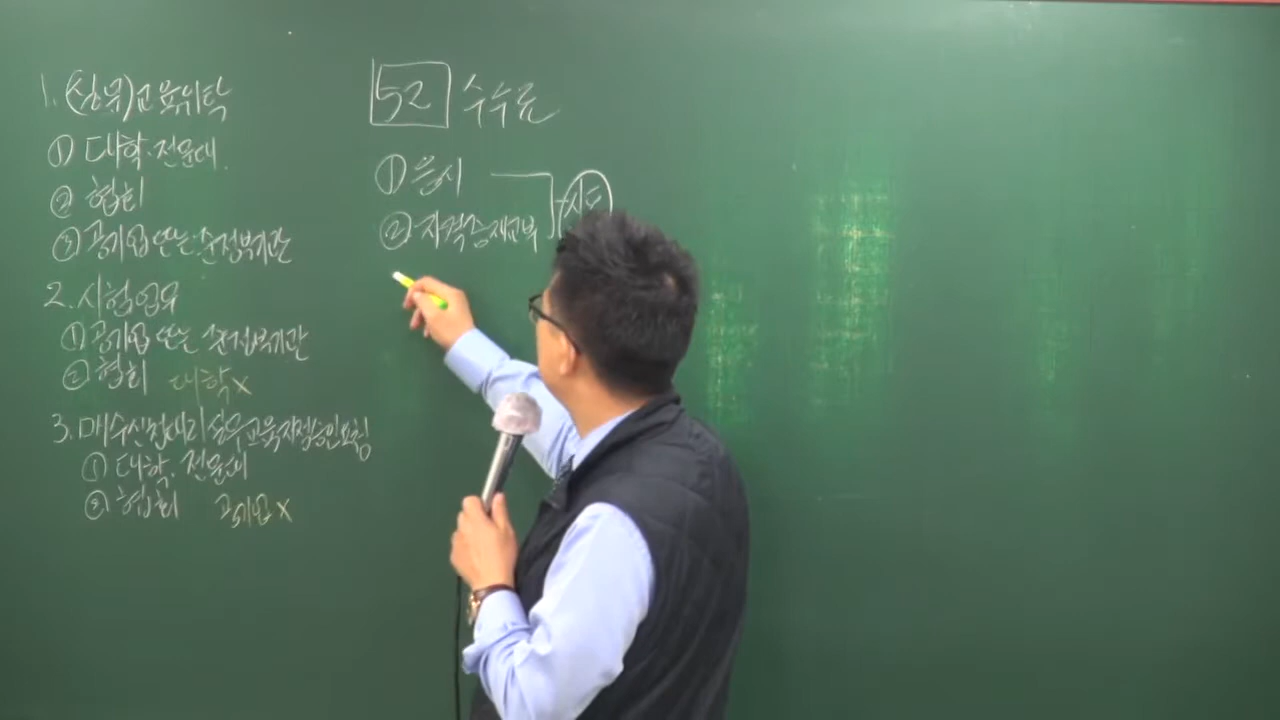 1. (실무)교육위탁
① 대학·전문대
② 협회
③ 공기업 또는 준정부기관
2. 시험업무
① 공기업 또는 준정부기관
② 협회 대학 x
3. 매수신청대리 실무교육지정승인요청
① 대학. 전문대
② 협회 공기업 x
52 수수료
① 응시
② 자격증재교부
시·도